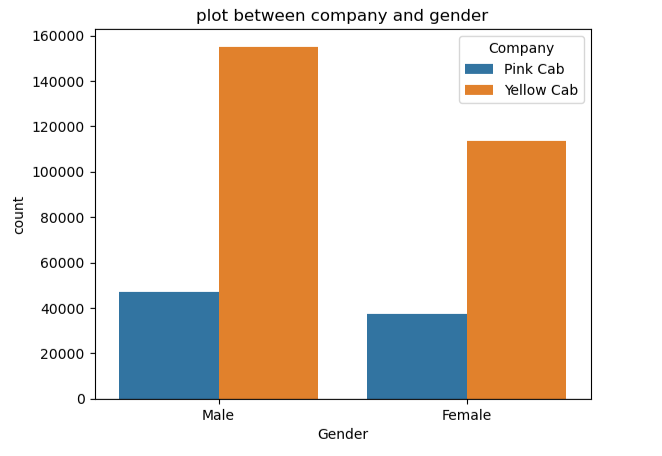 plot between company and gender
160000
140000
120000
100000
80000
60000
40000
20000
0
count
Company
Pink Cab
Yellow Cab
Male
Female
Gender